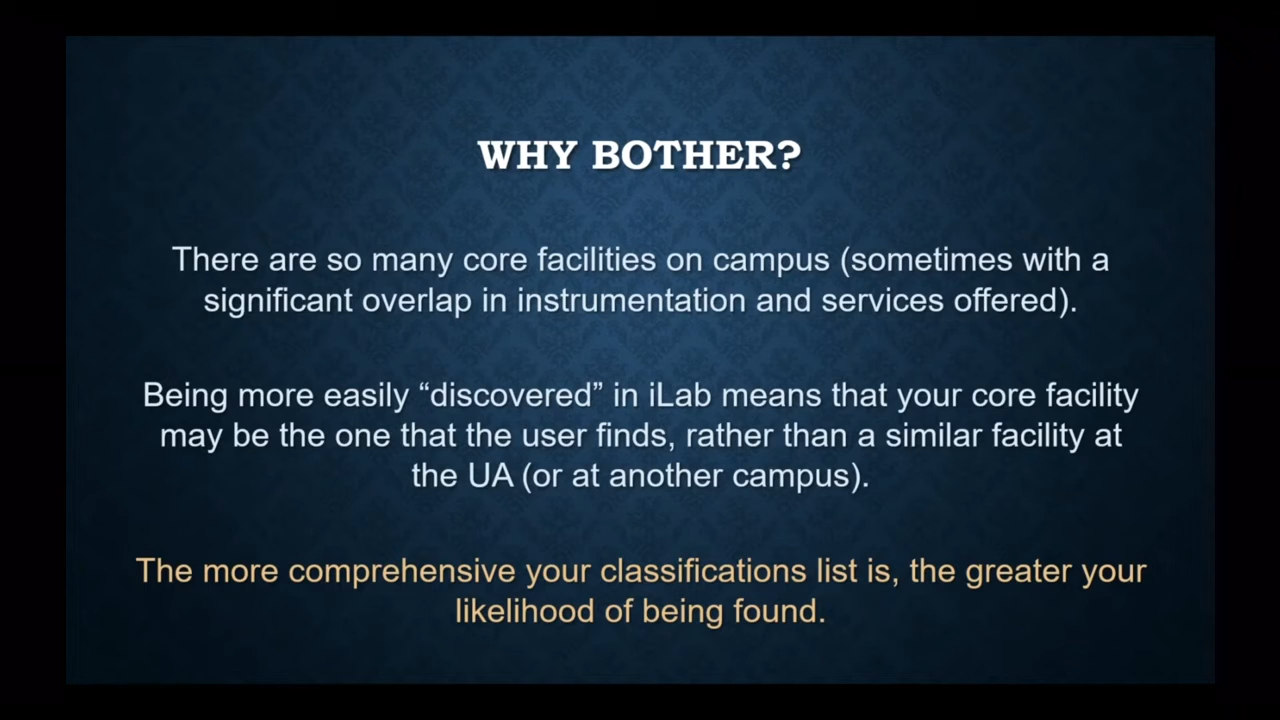 WHY BOTHER?
There are so many core facilities on campus (sometimes with a
significant overlap in instrumentation and services offered).
Being more easily “discovered” in iLab means that your core facility
may be the one that the user finds, rather than a similar facility at
the UA (or at another campus).
The more comprehensive your classifications list is, the greater your
likelihood of being found.